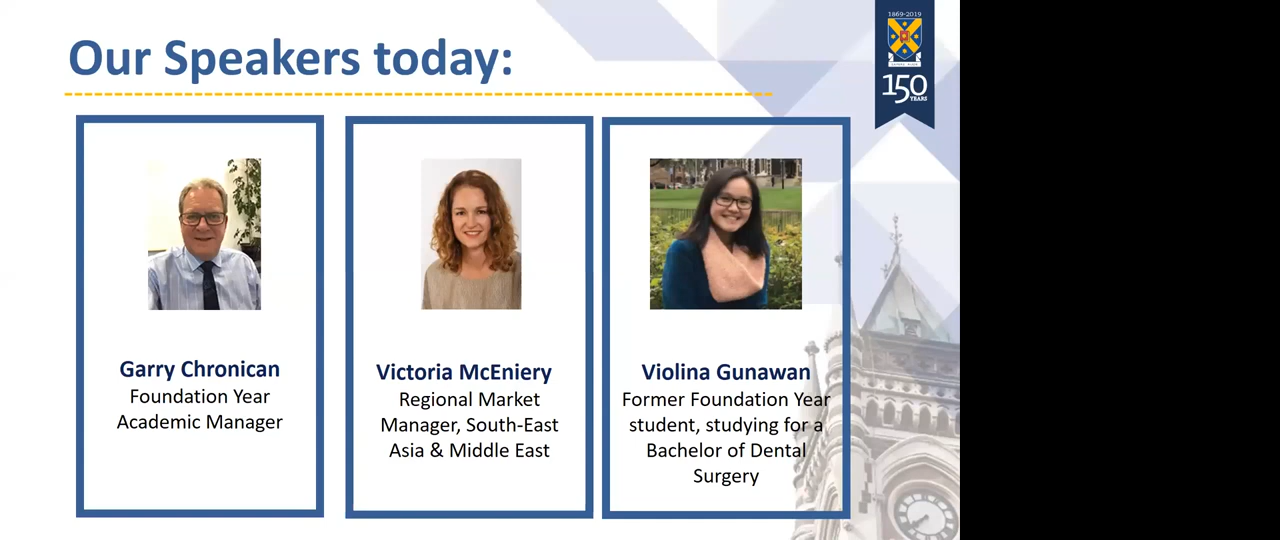 Our Speakers today:
1869-2019
150
YEARS
Garry Chronican
Foundation Year
Academic Manager
Victoria McEniery
Regional Market
Manager, South-East
Asia & Middle East
Violina Gunawan
Former Foundation Year
student, studying for a
Bachelor of Dental
Surgery